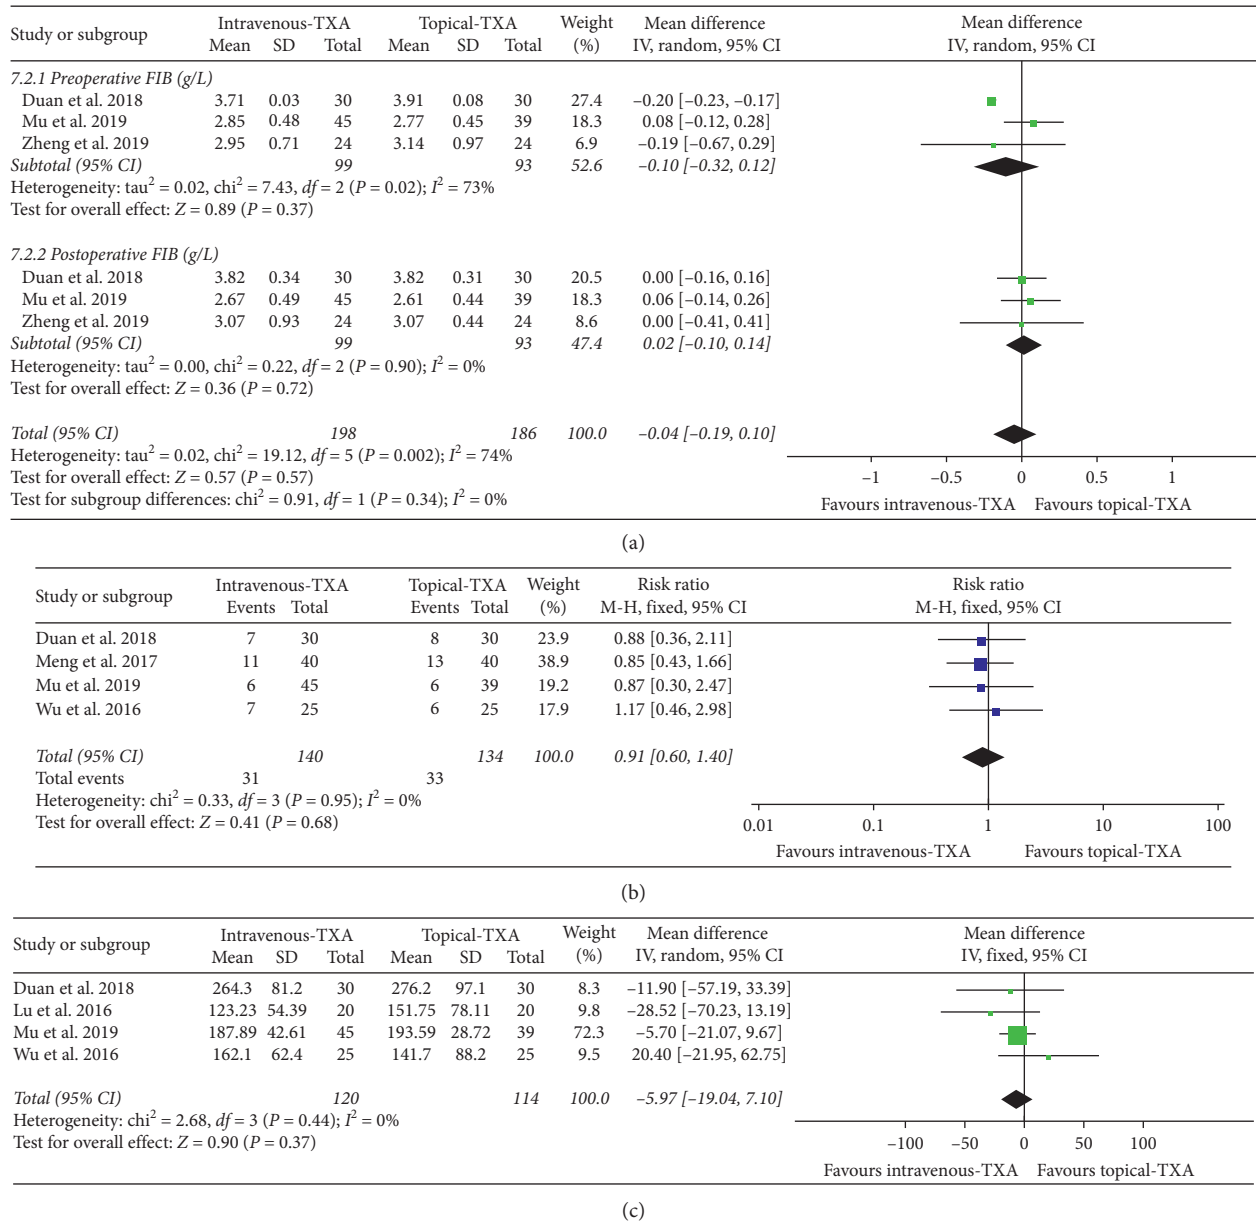 Study or subgroup Intravenous-TXA Topical-TXA Weight Mean difference Mean difference
Mean SD Total Mean SD Total (%) IV, random, 95% CI IV, random, 95% CI
7.2.1 Preoperative FIB (g/L)
Duan et al. 2018 3.71 0.03 30 3.91 0.08 30 27.4 –0.20 [–0.23, –0.17]
Mu et al. 2019 2.85 0.48 45 2.77 0.45 39 18.3 0.08 [–0.12, 0.28]
Zheng et al. 2019 2.95 0.71 24 3.14 0.97 24 6.9 –0.19 [–0.67, 0.29]
Subtotal (95% CI) 99 93 52.6 –0.10 [–0.32, 0.12]
Heterogeneity: tau² = 0.02, chi² = 7.43, df = 2 (P = 0.02); I² = 73%
Test for overall effect: Z = 0.89 (P = 0.37)
7.2.2 Postoperative FIB (g/L)
Duan et al. 2018 3.82 0.34 30 3.82 0.31 30 20.5 0.00 [–0.16, 0.16]
Mu et al. 2019 2.67 0.49 45 2.61 0.44 39 18.3 0.06 [–0.14, 0.26]
Zheng et al. 2019 3.07 0.93 24 3.07 0.44 24 8.6 0.00 [–0.41, 0.41]
Subtotal (95% CI) 99 93 47.4 0.02 [–0.10, 0.14]
Heterogeneity: tau² = 0.00, chi² = 0.22, df = 2 (P = 0.90); I² = 0%
Test for overall effect: Z = 0.36 (P = 0.72)
Total (95% CI) 198 186 100.0 –0.04 [–0.19, 0.10]
Heterogeneity: tau² = 0.02, chi² = 19.12, df = 5 (P = 0.002); I² = 74%
Test for overall effect: Z = 0.57 (P = 0.57)
Test for subgroup differences: chi² = 0.91, df = 1 (P = 0.34); I² = 0%
–1 –0.5 0 0.5 1
Favours intravenous-TXA Favours topical-TXA
(a)
Study or subgroup Intravenous-TXA Topical-TXA Weight Risk ratio Risk ratio
Events Total Events Total (%) M-H, fixed, 95% CI M-H, fixed, 95% CI
Duan et al. 2018 7 30 8 30 23.9 0.88 [0.36, 2.11]
Meng et al. 2017 11 40 13 40 38.9 0.85 [0.43, 1.66]
Mu et al. 2019 6 45 6 39 19.2 0.87 [0.30, 2.47]
Wu et al. 2016 7 25 6 25 17.9 1.17 [0.46, 2.98]
Total (95% CI) 140 134 100.0 0.91 [0.60, 1.40]
Total events 31 33
Heterogeneity: chi² = 0.33, df = 3 (P = 0.95); I² = 0%
Test for overall effect: Z = 0.41 (P = 0.68)
0.01 0.1 1 10 100
Favours intravenous-TXA Favours topical-TXA
(b)
Study or subgroup Intravenous-TXA Topical-TXA Weight Mean difference Mean difference
Mean SD Total Mean SD Total (%) IV, random, 95% CI IV, fixed, 95% CI
Duan et al. 2018 264.3 81.2 30 276.2 97.1 30 8.3 –11.90 [–57.19, 33.39]
Lu et al. 2016 123.23 54.39 20 151.75 78.11 20 9.8 –28.52 [–70.23, 13.19]
Mu et al. 2019 187.89 42.61 45 193.59 28.72 39 72.3 –5.70 [–21.07, 9.67]
Wu et al. 2016 162.1 62.4 25 141.7 88.2 25 9.5 20.40 [–21.95, 62.75]
Total (95% CI) 120 114 100.0 –5.97 [–19.04, 7.10]
Heterogeneity: chi² = 2.68, df = 3 (P = 0.44); I² = 0%
Test for overall effect: Z = 0.90 (P = 0.37)
–100 –50 0 50 100
Favours intravenous-TXA Favours topical-TXA
(c)